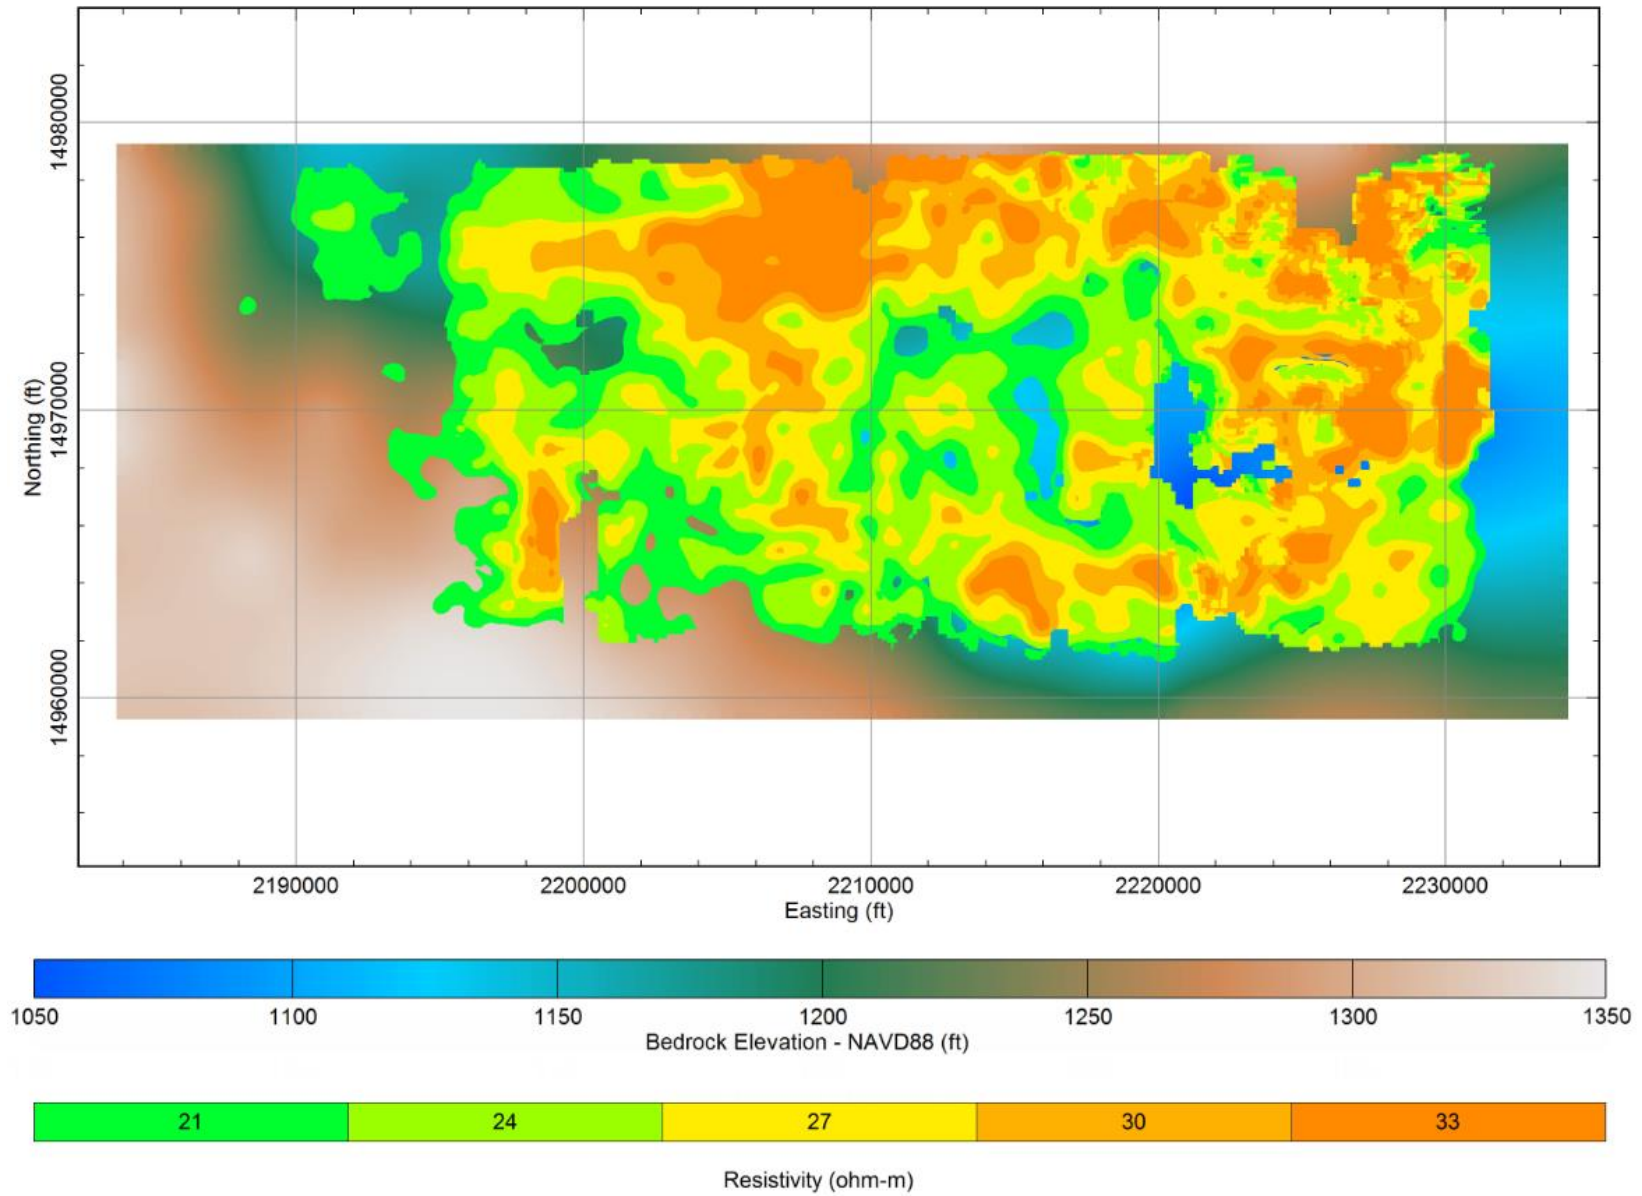 14980000
14970000
Northing (ft)
14960000
2190000 2200000 2210000 2220000 2230000
Easting (ft)
1050 1100 1150 1200 1250 1300 1350
Bedrock Elevation - NAVD88 (ft)
21 24 27 30 33
Resistivity (ohm-m)